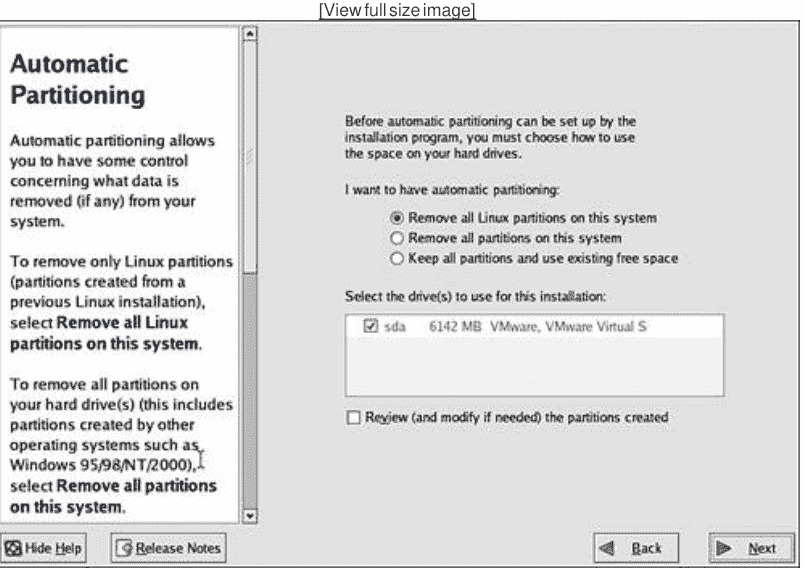 [View full size image]
Automatic
Partitioning
Automatic partitioning allows
you to have some control
concerning what data is
removed (if any) from your
system.
To remove only Linux partitions
(partitions created from a
previous Linux installation),
select Remove all Linux
partitions on this system.
To remove all partitions on
your hard drive(s) (this includes
partitions created by other
operating systems such as
Windows 95/98/NT/2000),
select Remove all partitions
on this system.
Before automatic partitioning can be set up by the
installation program, you must choose how to use
the space on your hard drives.
I want to have automatic partitioning:
Remove all Linux partitions on this system
Remove all partitions on this system
Keep all partitions and use existing free space
Select the drive(s) to use for this installation:
sda 6142 MB VMware, VMware Virtual S
Review (and modify if needed) the partitions created
Hide Help
Release Notes
Back
Next